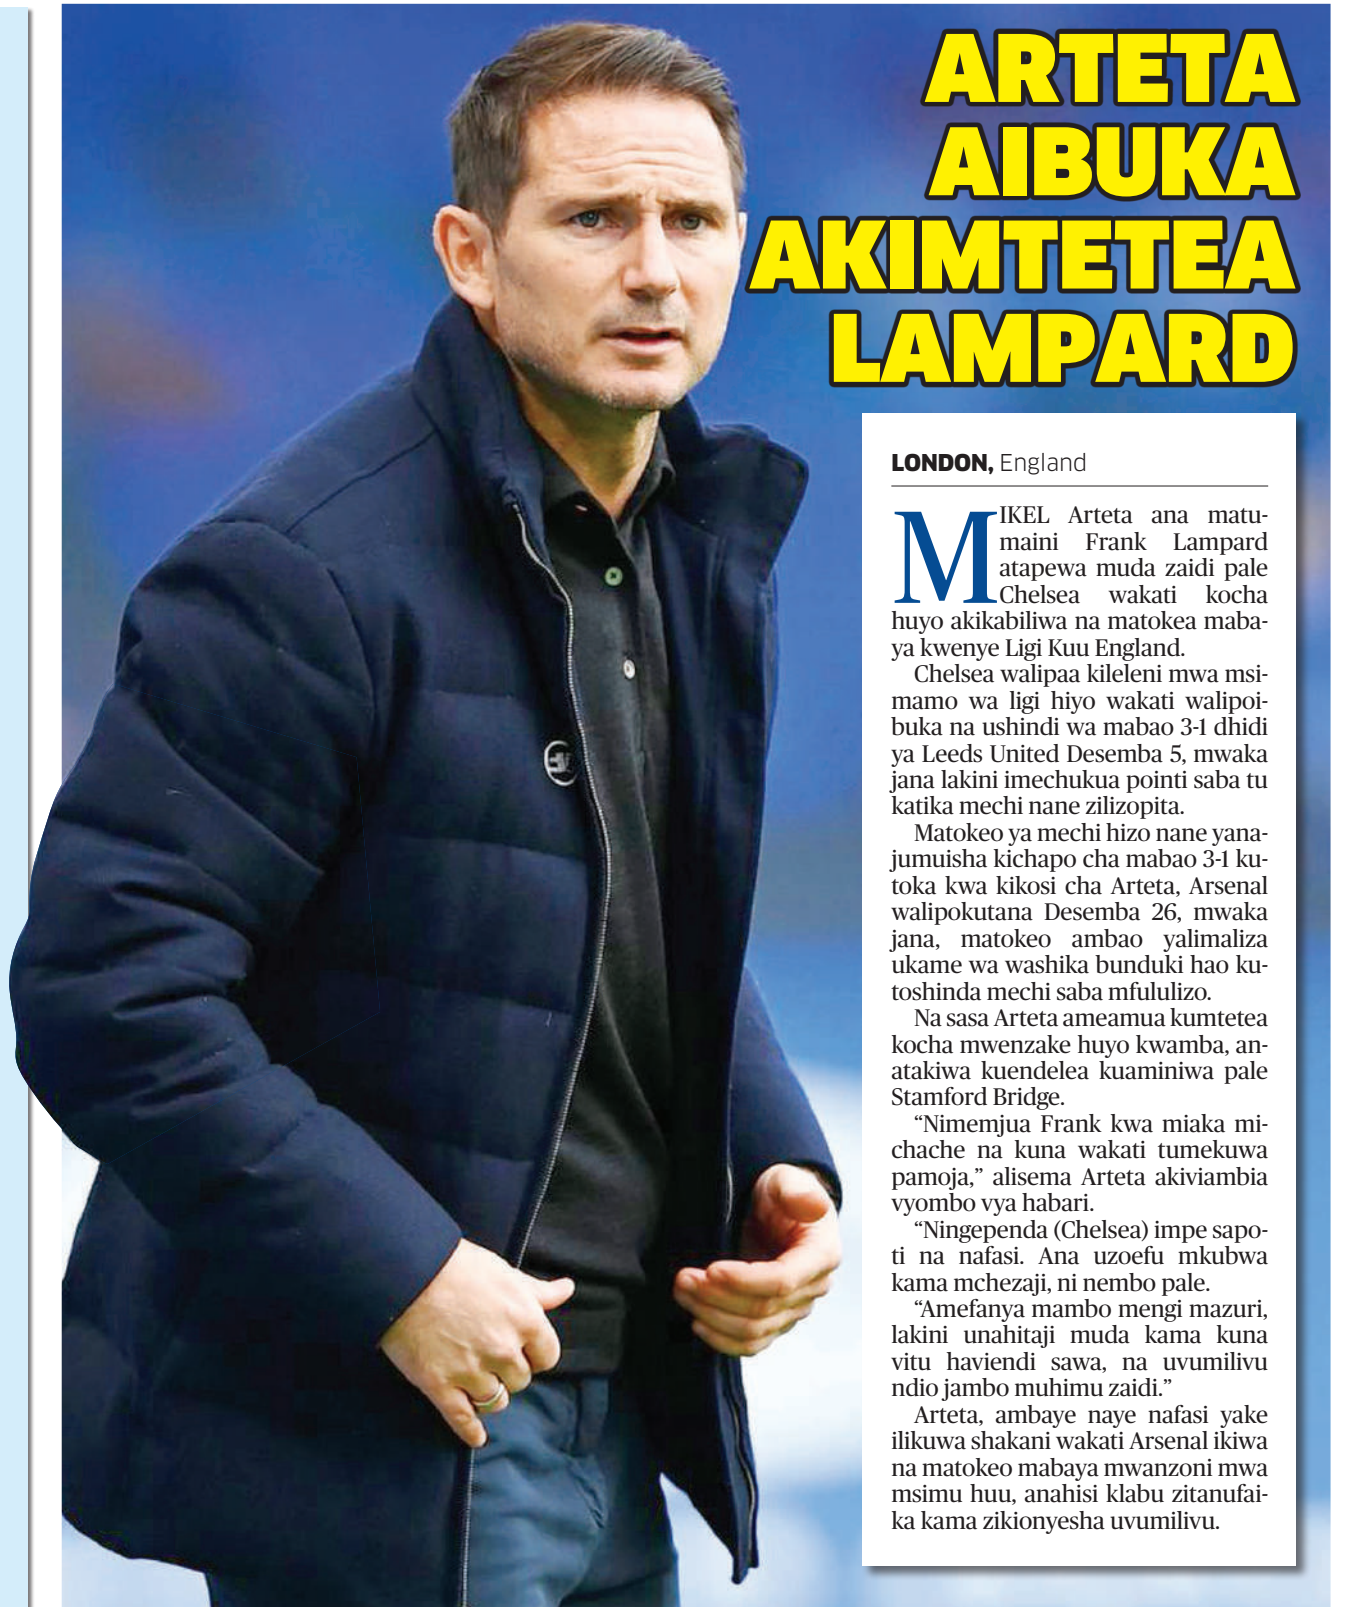 ARTETA
AIBUKA
AKIMTETEA
LAMPARD
LONDON, England
MIKEL Arteta ana matu-
maini Frank Lampard
atapewa muda zaidi pale
Chelsea wakati kocha
huyo akikabiliwa na matokea maba-
ya kwenye Ligi Kuu England.
Chelsea walipaa kileleni mwa msi-
mamo wa ligi hiyo wakati walipoi-
buka na ushindi wa mabao 3-1 dhidi
ya Leeds United Desemba 5, mwaka
jana lakini imechukua pointi saba tu
katika mechi nane zilizopita.
Matokeo ya mechi hizo nane yana-
jumuisha kichapo cha mabao 3-1 ku-
toka kwa kikosi cha Arteta, Arsenal
walipokutana Desemba 26, mwaka
jana, matokeo ambao yalimaliza
ukame wa washika bunduki hao ku-
toshinda mechi saba mfululizo.
Na sasa Arteta ameamua kumtetea
kocha mwenzake huyo kwamba, an-
atakiwa kuendelea kuaminiwa pale
Stamford Bridge.
“Nimemjua Frank kwa miaka mi-
chache na kuna wakati tumekuwa
pamoja,” alisema Arteta akiviambia
vyombo vya habari.
“Ningependa (Chelsea) impe sapo-
ti na nafasi. Ana uzoefu mkubwa
kama mchezaji, ni nembo pale.
“Amefanya mambo mengi mazuri,
lakini unahitaji muda kama kuna
vitu haviendi sawa, na uvumilivu
ndio jambo muhimu zaidi.”
Arteta, ambaye naye nafasi yake
ilikuwa shakani wakati Arsenal ikiwa
na matokeo mabaya mwanzoni mwa
msimu huu, anahisi klabu zitanufai-
ka kama zikionyesha uvumilivu.